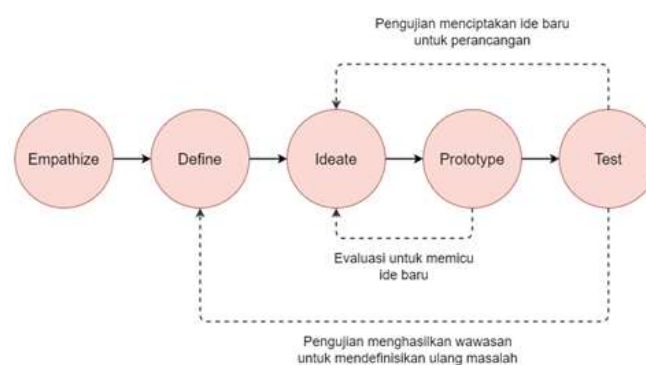 Pengujian menciptakan ide baru
untuk perancangan
Empathize
Define
Ideate
Prototype
Test
Evaluasi untuk memicu
ide baru
Pengujian menghasilkan wawasan
untuk mendefinisikan ulang masalah